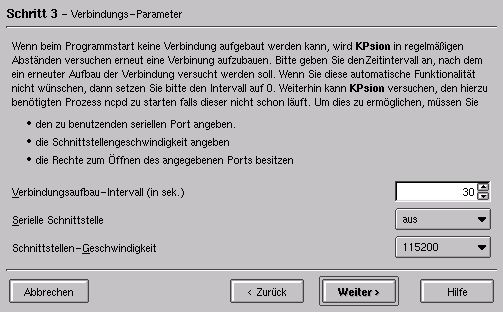 Schritt 3 - Verbindungs-Parameter
Wenn beim Programmstart keine Verbindung aufgebaut werden kann, wird KPsion in regelmäßigen
Abständen versuchen erneut eine Verbinung aufzubauen. Bitte geben Sie denZeitintervall an, nach dem
ein erneuter Aufbau der Verbindung versucht werden soll. Wenn Sie diese automatische Funktionalität
nicht wünschen, dann setzen Sie bitte den Intervall auf 0. Weiterhin kann KPsion versuchen, den hierzu
benötigten Prozess ncpd zu starten falls dieser nicht schon läuft. Um dies zu ermöglichen, müssen Sie
• den zu benutzenden seriellen Port angeben.
• die Schnittstellengeschwindigkeit angeben
• die Rechte zum Öffnen des angegebenen Ports besitzen
Verbindungsaufbau-Intervall (in sek.) 30
Serielle Schnittstelle aus
Schnittstellen-Geschwindigkeit 115200
Abbrechen < Zurück Weiter > Hilfe